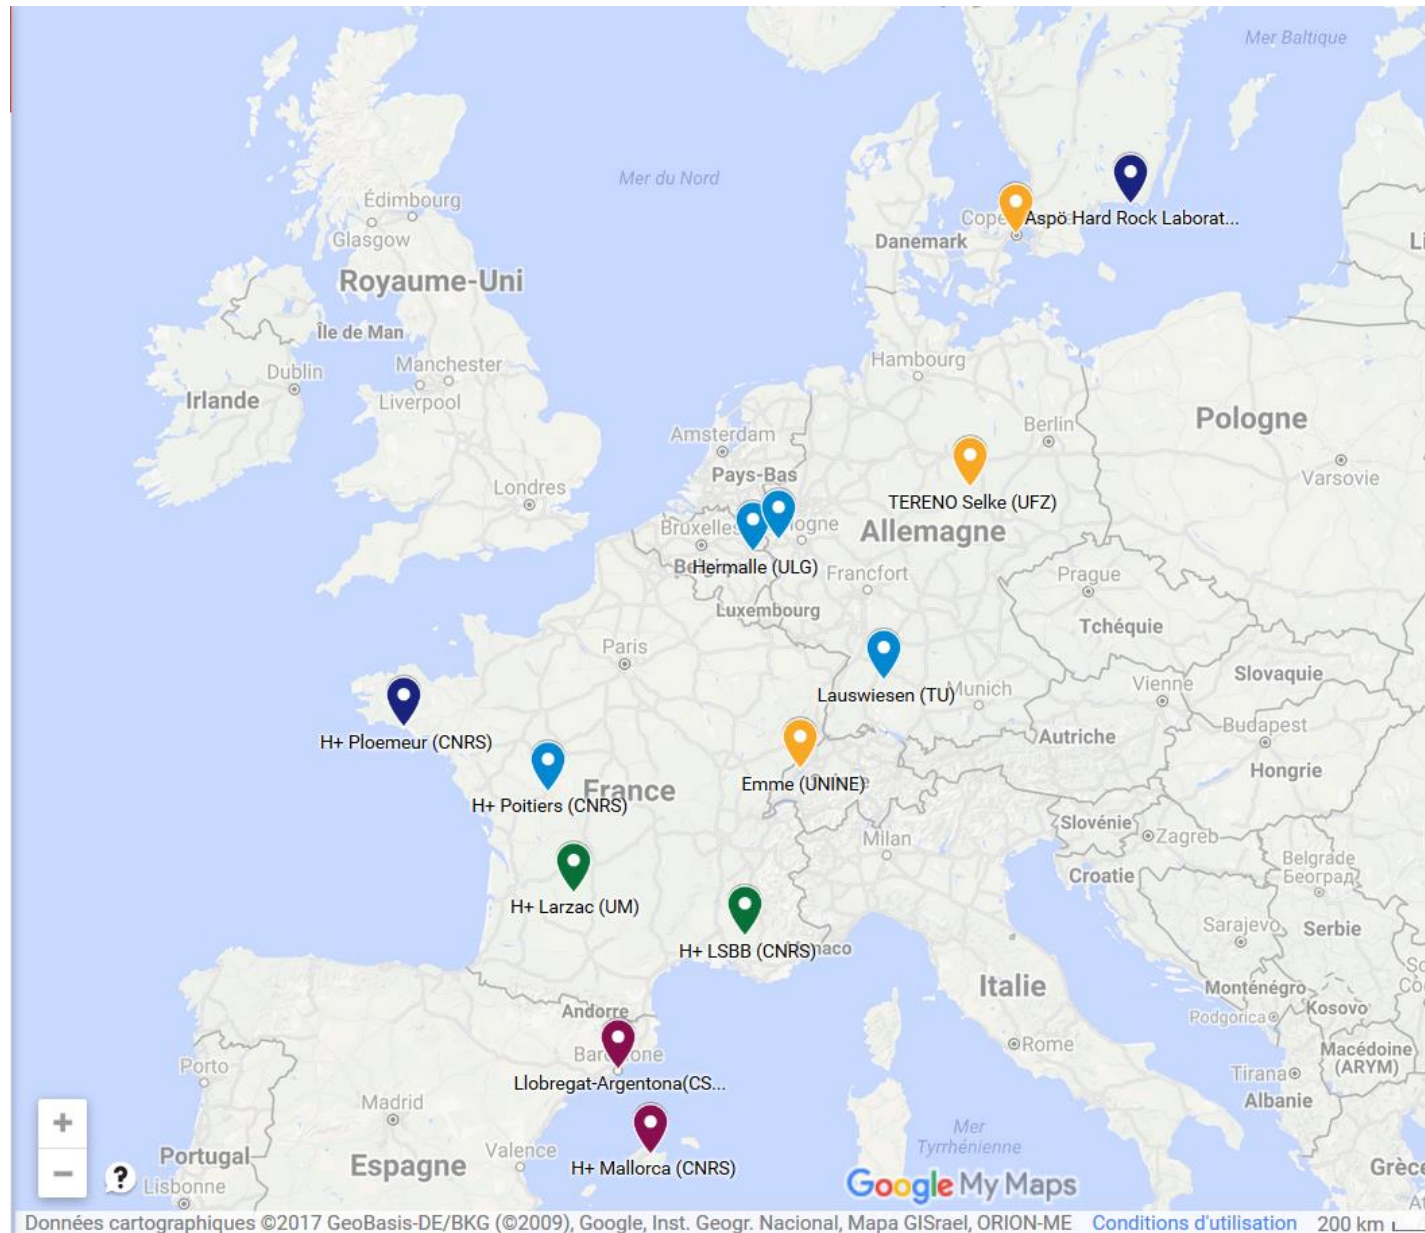 Mer Baltique
Mer du Nord
Édimbourg
Glasgow
Aspö Hard Rock Laborat...
Danemark
Royaume-Uni
Île de Man
Hambourg
Dublin
Manchester
Irlande
Liverpool
Pologne
Berlin
Amsterdam
Pays-Bas
Varsovie
Londres
TERENO Selke (UFZ)
Bruxelles
Allemagne
Hermalle (ULG)
Francfort
Prague
Luxembourg
Tchéquie
Paris
Slovaquie
Lauswiesen (TU)
Munich
Vienne
H+ Ploemeur (CNRS)
Budapest
Autriche
Hongrie
Emme (UNINE)
France
H+ Poitiers (CNRS)
Slovénie
Zagreb
Milan
Belgrade
Београд
Croatie
H+ Larzac (UM)
Sarajevo
Serbie
H+ LSBB (CNRS)
Italie
Monténégro
Andorre
Kosovo
Podgorica
Rome
Macédoine
(ARYM)
Porto
Llobregat-Argentona(CS...
Tirana
Albanie
Madrid
Mer
Tyrrhénienne
Valence
Portugal
Espagne
H+ Mallorca (CNRS)
+
−
?
Lisbonne
Google My Maps
Données cartographiques ©2017 GeoBasis-DE/BKG (©2009), Google, Inst. Geogr. Nacional, Mapa GISrael, ORION-ME Conditions d'utilisation 200 km